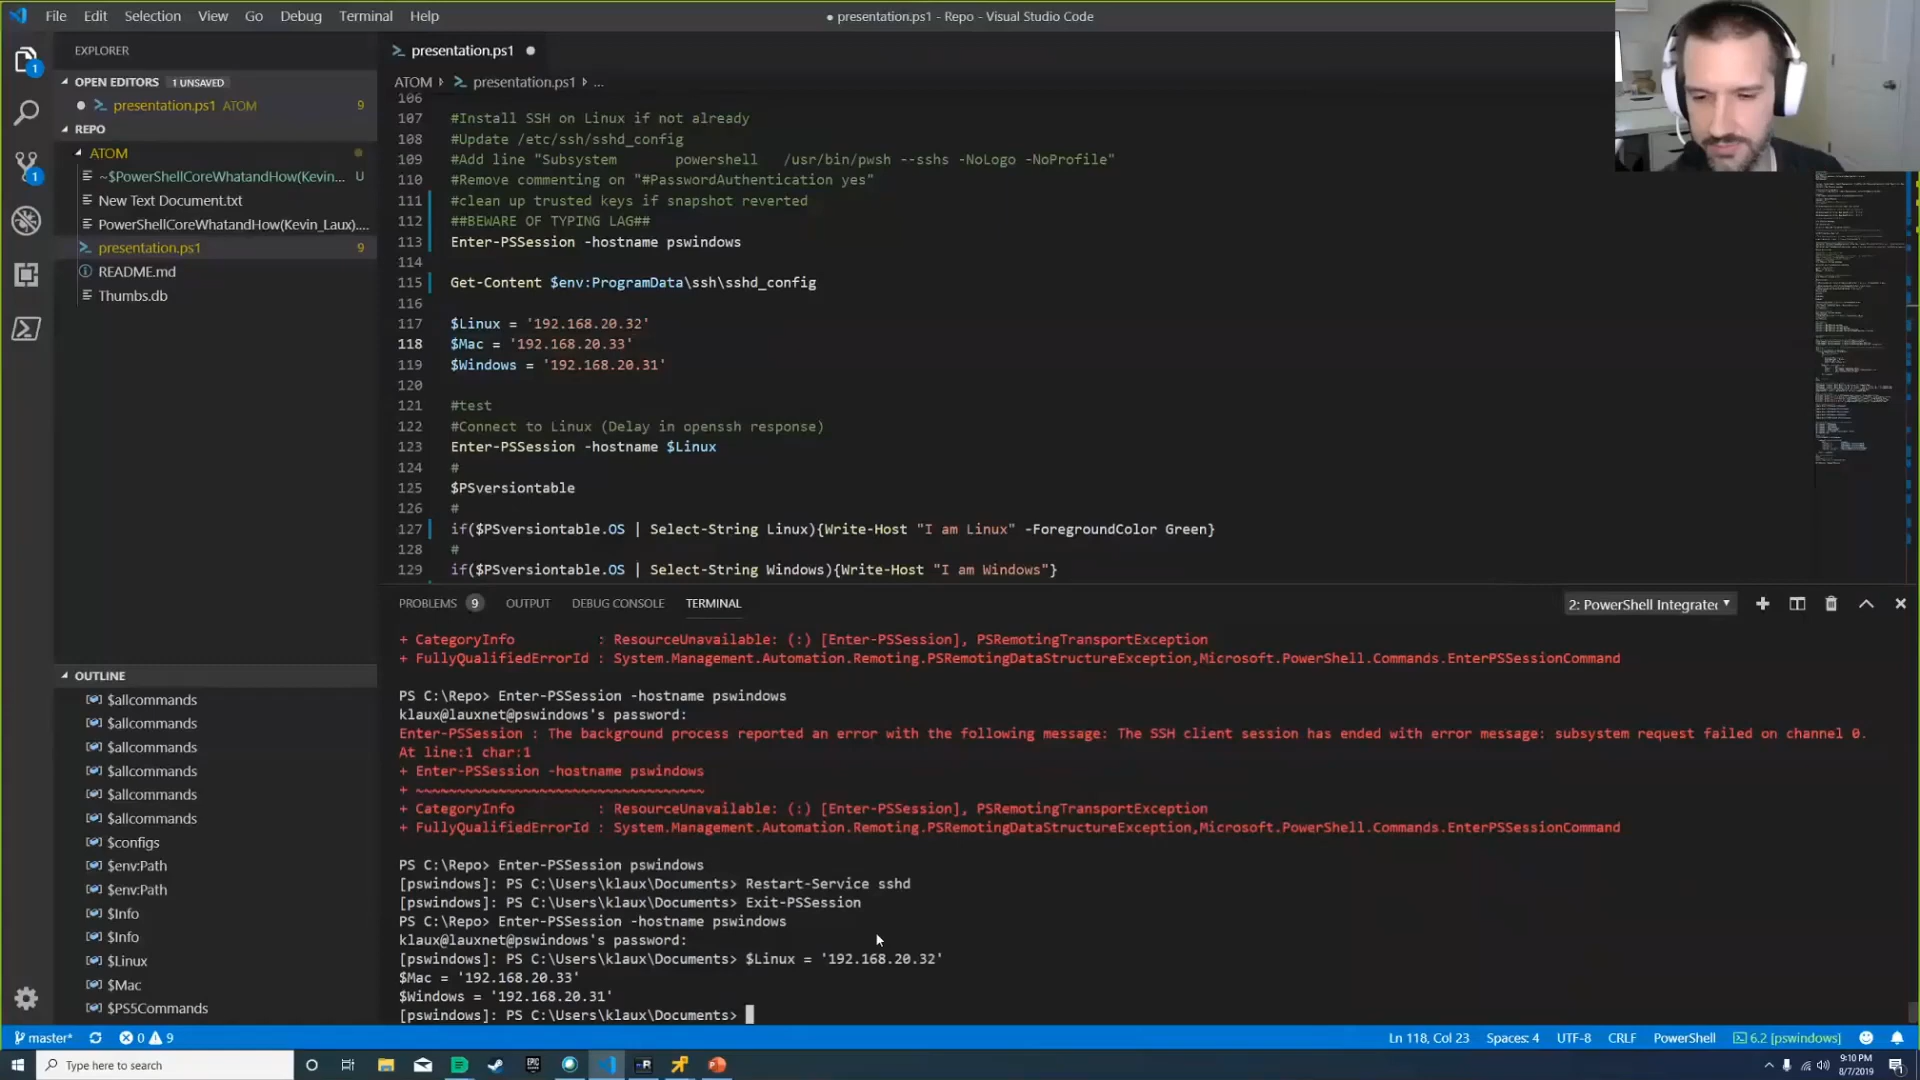 File Edit Selection View Go Debug Terminal Help
● presentation.ps1 - Repo - Visual Studio Code
EXPLORER
OPEN EDITORS 1 UNSAVED
presentation.ps1 ATOM 9
REPO
ATOM
~$PowerShellCoreWhatandHow(Kevin... U
New Text Document.txt
PowerShellCoreWhatandHow(Kevin_Laux)....
presentation.ps1 9
README.md
Thumbs.db
OUTLINE
$allcommands
$allcommands
$allcommands
$allcommands
$allcommands
$allcommands
$configs
$env:Path
$env:Path
$Info
$Info
$Linux
$Mac
$PS5Commands
presentation.ps1 ●
ATOM > presentation.ps1 > ...
106
107 #Install SSH on Linux if not already
108 #Update /etc/ssh/sshd_config
109 #Add line "Subsystem powershell /usr/bin/pwsh --sshs -NoLogo -NoProfile"
110 #Remove commenting on "#PasswordAuthentication yes"
111 #clean up trusted keys if snapshot reverted
112 ##BEWARE OF TYPING LAG##
113 Enter-PSSession -hostname pswindows
114
115 Get-Content $env:ProgramData\ssh\sshd_config
116
117 $Linux = '192.168.20.32'
118 $Mac = '192.168.20.33'
119 $Windows = '192.168.20.31'
120
121 #test
122 #Connect to Linux (Delay in openssh response)
123 Enter-PSSession -hostname $Linux
124 #
125 $PSversiontable
126 #
127 if($PSversiontable.OS | Select-String Linux){Write-Host "I am Linux" -ForegroundColor Green}
128 #
129 if($PSversiontable.OS | Select-String Windows){Write-Host "I am Windows"}
PROBLEMS 9 OUTPUT DEBUG CONSOLE TERMINAL
2: PowerShell Integrated
+ CategoryInfo : ResourceUnavailable: (:) [Enter-PSSession], PSRemotingTransportException
+ FullyQualifiedErrorId : System.Management.Automation.Remoting.PSRemotingDataStructureException,Microsoft.PowerShell.Commands.EnterPSSessionCommand
PS C:\Repo> Enter-PSSession -hostname pswindows
klaux@lauxnet@pswindows's password:
Enter-PSSession : The background process reported an error with the following message: The SSH client session has ended with error message: subsystem request failed on channel 0.
At line:1 char:1
+ Enter-PSSession -hostname pswindows
+ ~~~~~~~~~~~~~~~~~~~~~~~~~~~~~~~~~~~
+ CategoryInfo : ResourceUnavailable: (:) [Enter-PSSession], PSRemotingTransportException
+ FullyQualifiedErrorId : System.Management.Automation.Remoting.PSRemotingDataStructureException,Microsoft.PowerShell.Commands.EnterPSSessionCommand
PS C:\Repo> Enter-PSSession pswindows
[pswindows]: PS C:\Users\klaux\Documents> Restart-Service sshd
[pswindows]: PS C:\Users\klaux\Documents> Exit-PSSession
PS C:\Repo> Enter-PSSession -hostname pswindows
klaux@lauxnet@pswindows's password:
[pswindows]: PS C:\Users\klaux\Documents> $Linux = '192.168.20.32'
$Mac = '192.168.20.33'
$Windows = '192.168.20.31'
[pswindows]: PS C:\Users\klaux\Documents>
master* 0 9
Ln 118, Col 23 Spaces: 4 UTF-8 CRLF PowerShell 6.2 [pswindows]
Type here to search
9:10 PM
8/7/2019